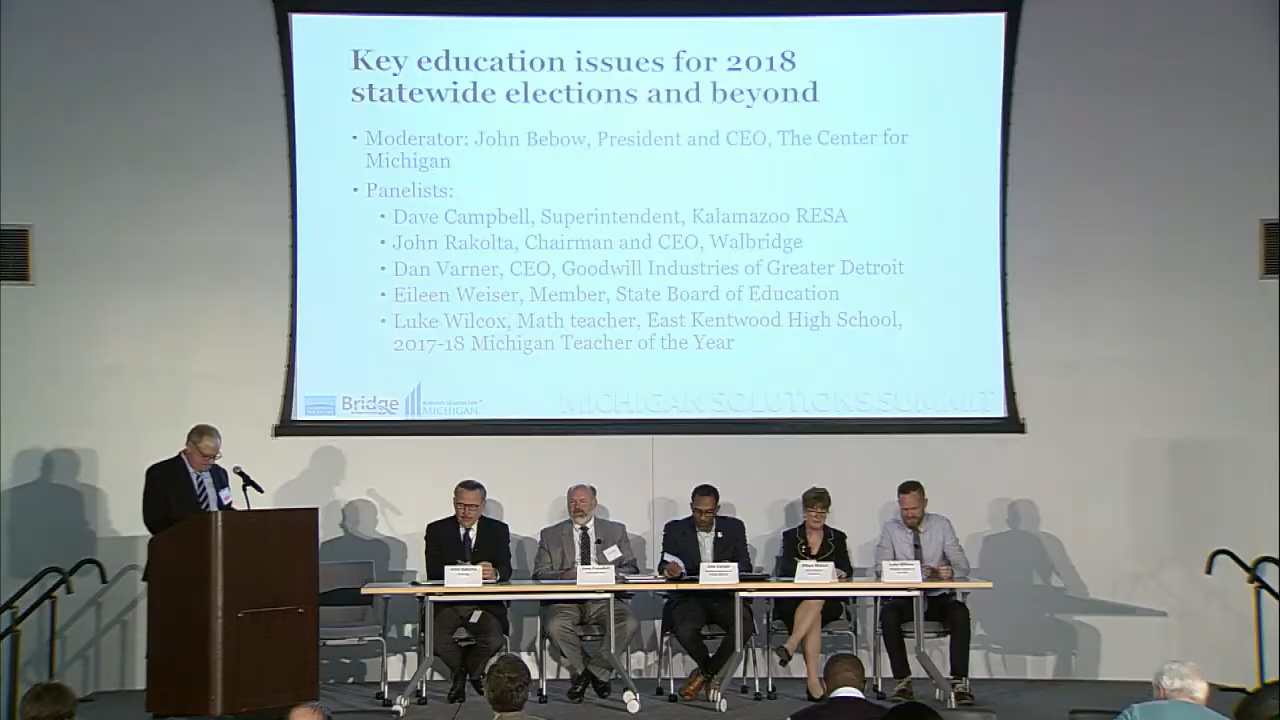 Key education issues for 2018
statewide elections and beyond
• Moderator: John Bebow, President and CEO, The Center for
Michigan
• Panelists:
• Dave Campbell, Superintendent, Kalamazoo RESA
• John Rakolta, Chairman and CEO, Walbridge
• Dan Varner, CEO, Goodwill Industries of Greater Detroit
• Eileen Weiser, Member, State Board of Education
• Luke Wilcox, Math teacher, East Kentwood High School,
2017-18 Michigan Teacher of the Year
Bridge
MICHIGAN
MICHIGAN SOLUTIONS SUMMIT